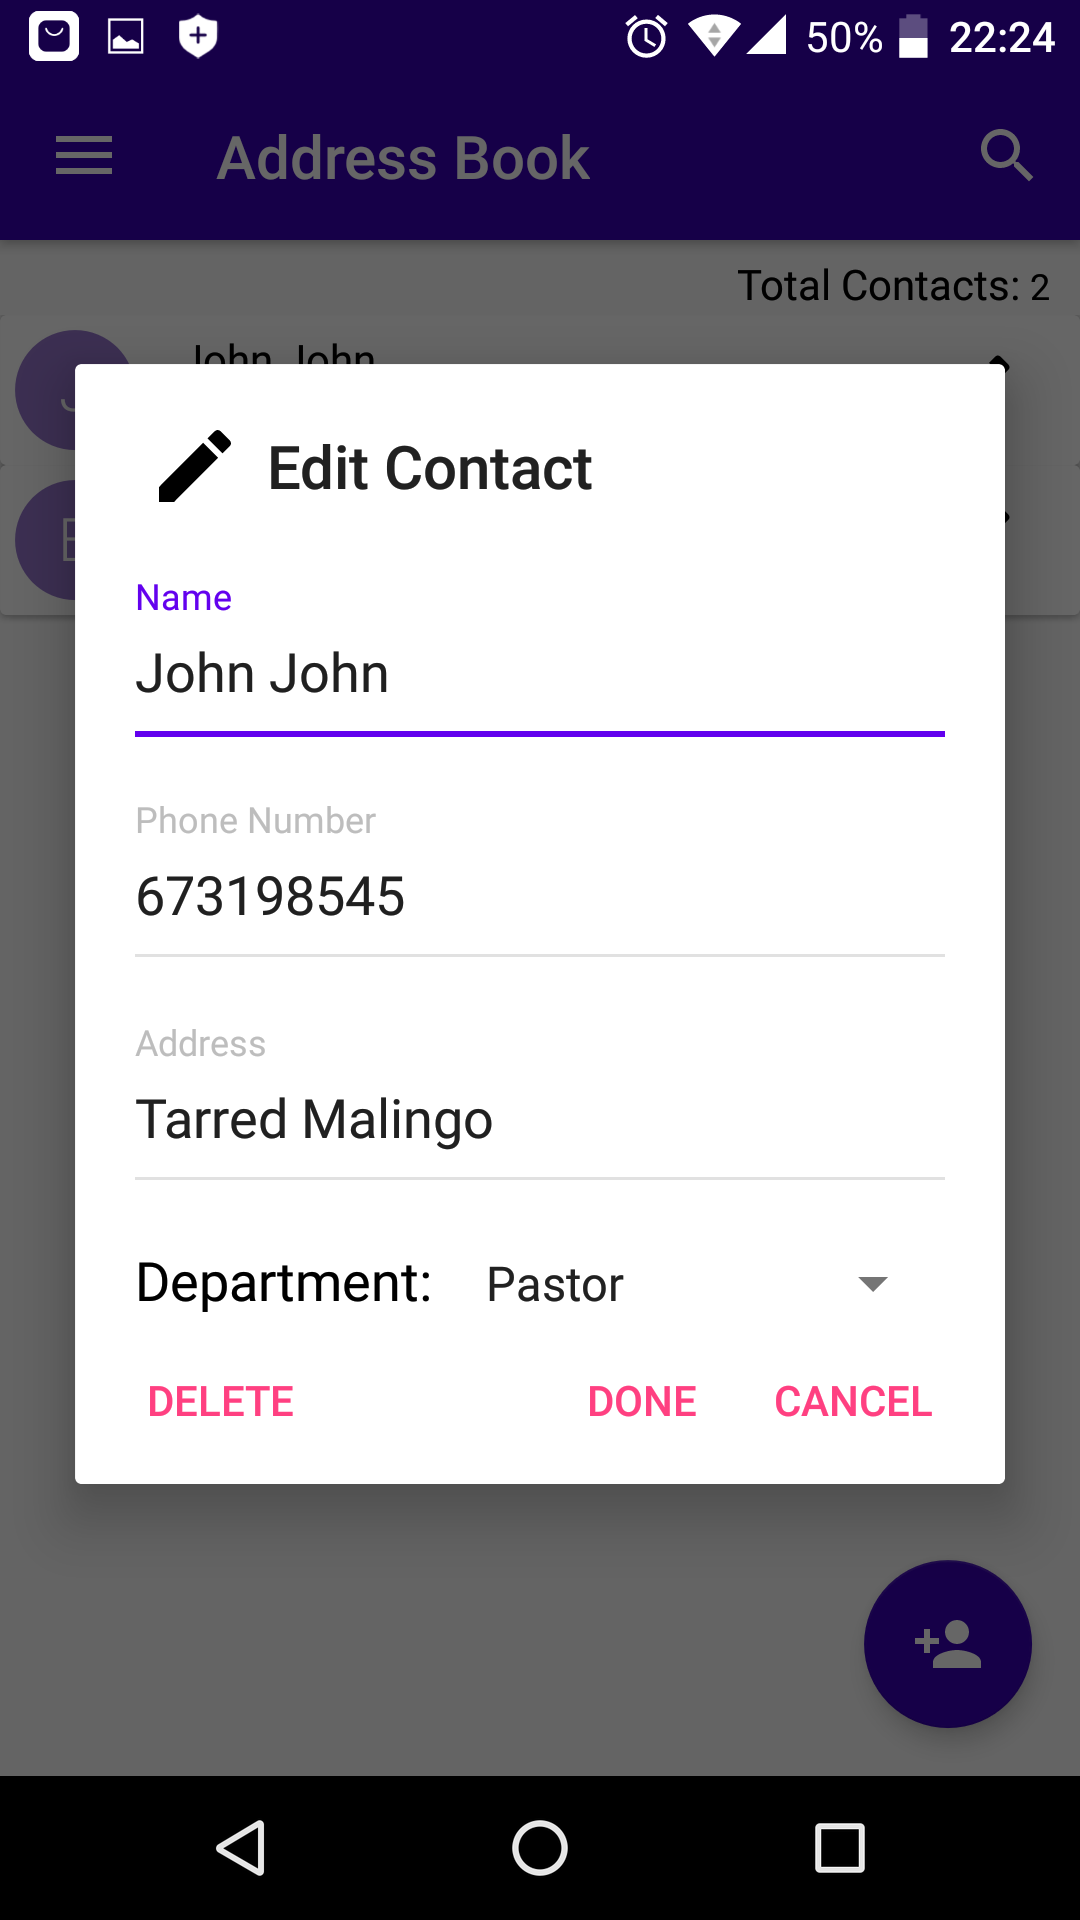 50% 22:24
Address Book
Total Contacts: 2
John John
Edit Contact
Name
John John
Phone Number
673198545
Address
Tarred Malingo
Department: Pastor
DELETE DONE CANCEL